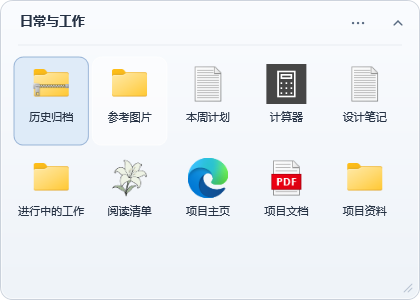 日常与工作
历史归档
参考图片
本周计划
计算器
设计笔记
进行中的工作
阅读清单
项目主页
PDF
项目文档
项目资料